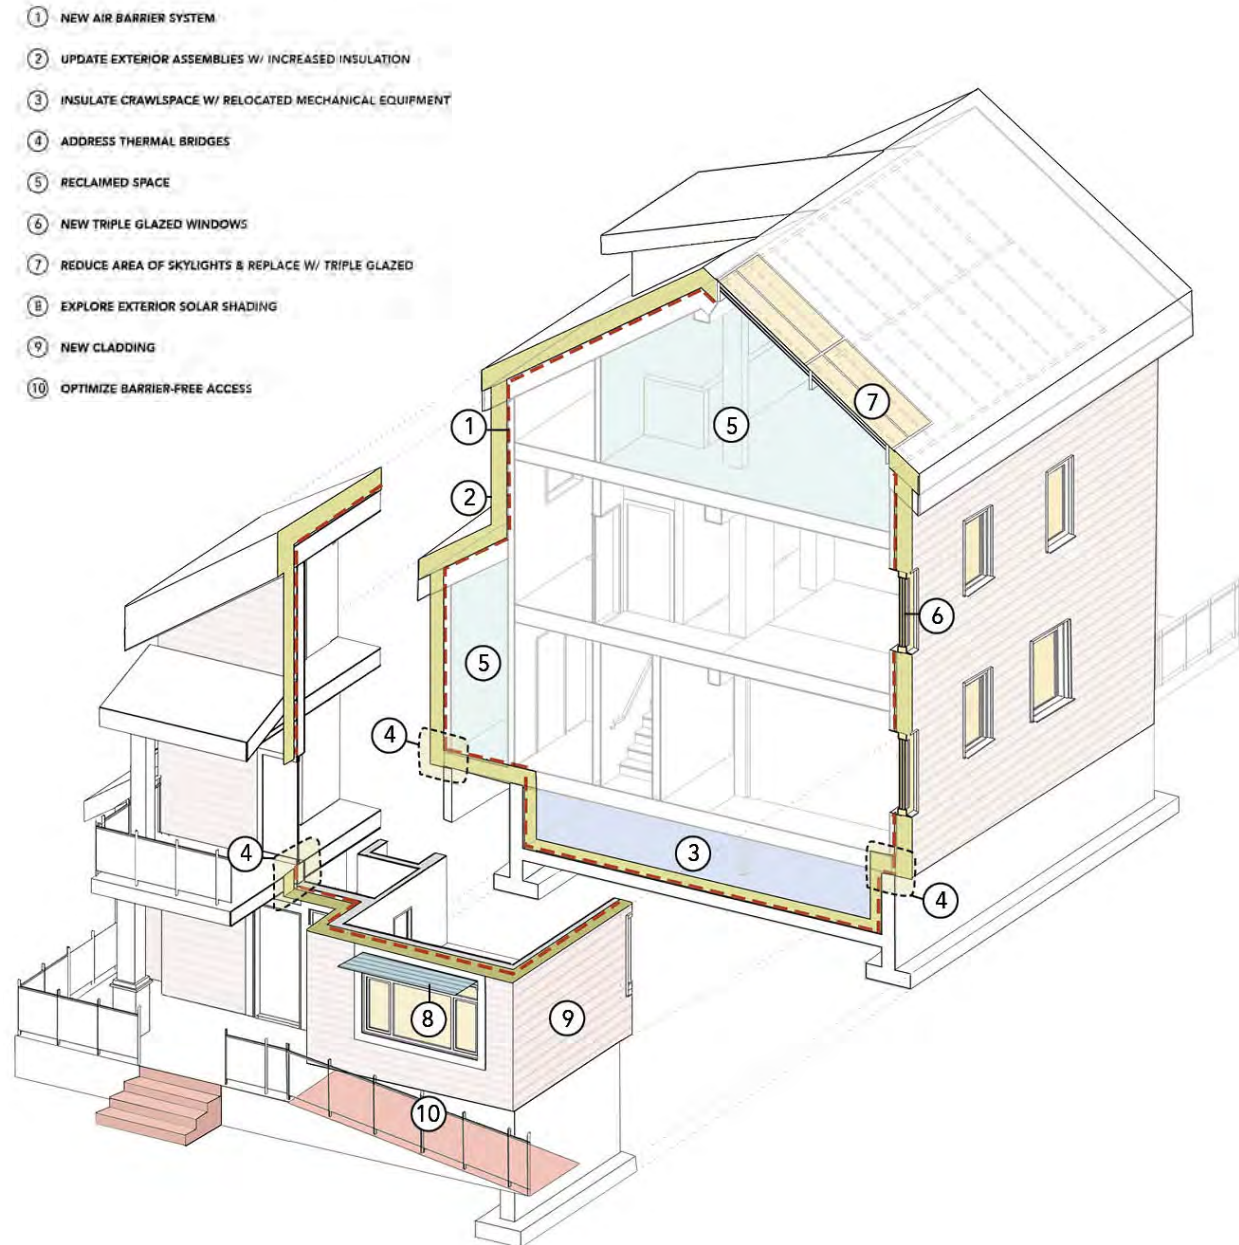 1 NEW AIR BARRIER SYSTEM
2 UPDATE EXTERIOR ASSEMBLIES W/ INCREASED INSULATION
3 INSULATE CRAWLSPACE W/ RELOCATED MECHANICAL EQUIPMENT
4 ADDRESS THERMAL BRIDGES
5 RECLAIMED SPACE
6 NEW TRIPLE GLAZED WINDOWS
7 REDUCE AREA OF SKYLIGHTS & REPLACE W/ TRIPLE GLAZED
8 EXPLORE EXTERIOR SOLAR SHADING
9 NEW CLADDING
10 OPTIMIZE BARRIER-FREE ACCESS
7
1
5
2
6
5
4
4
3
4
8
9
10